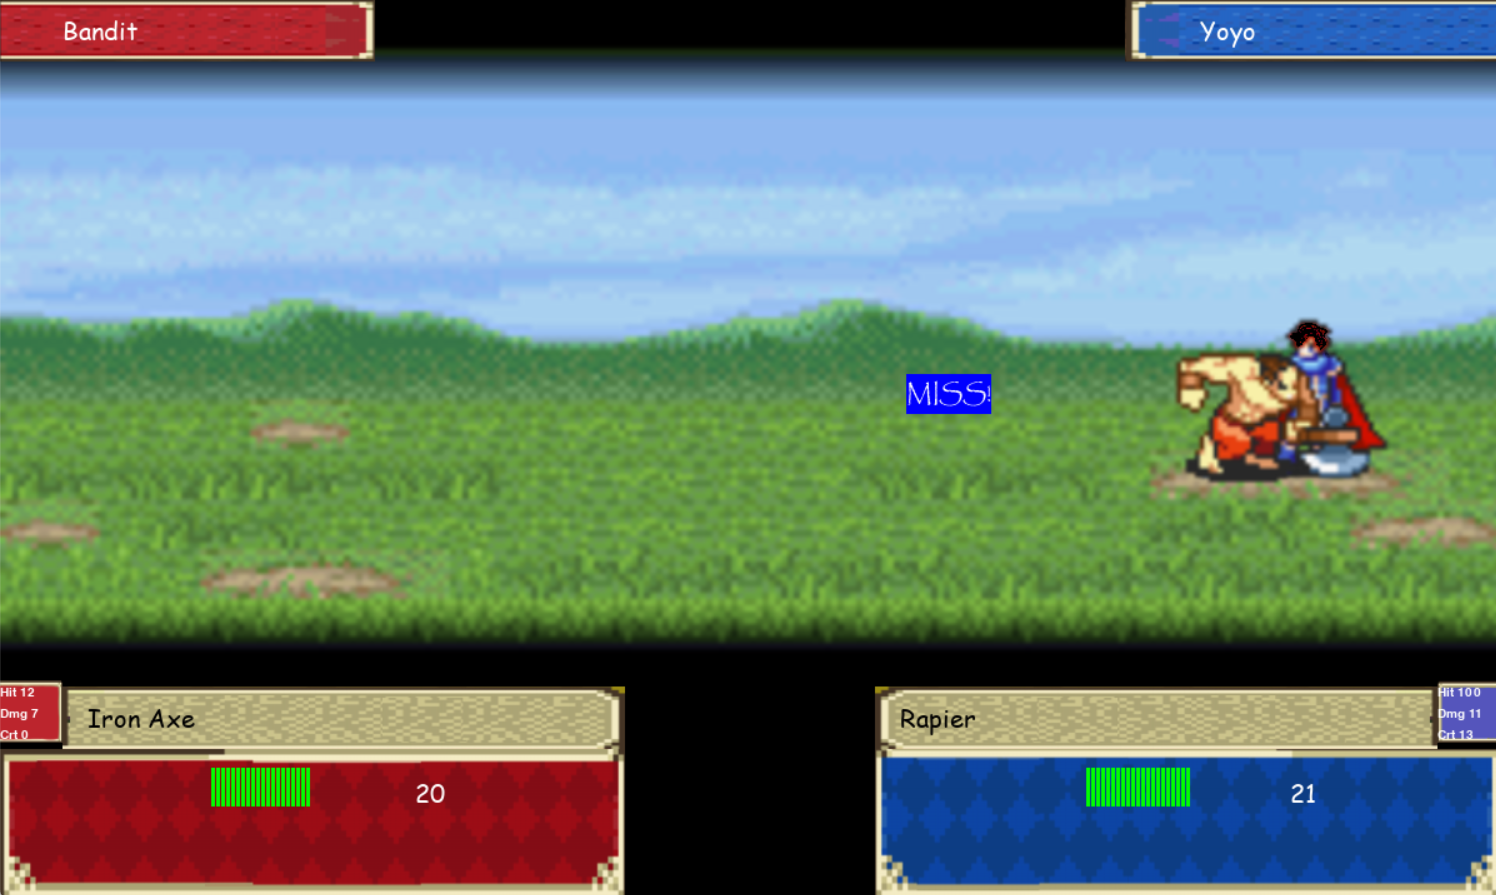 Bandit
Yoyo
MISS!
Hit 12
Dmg 7
Crt 0
Iron Axe
20
Rapier
Hit 100
Dmg 11
Crt 13
21